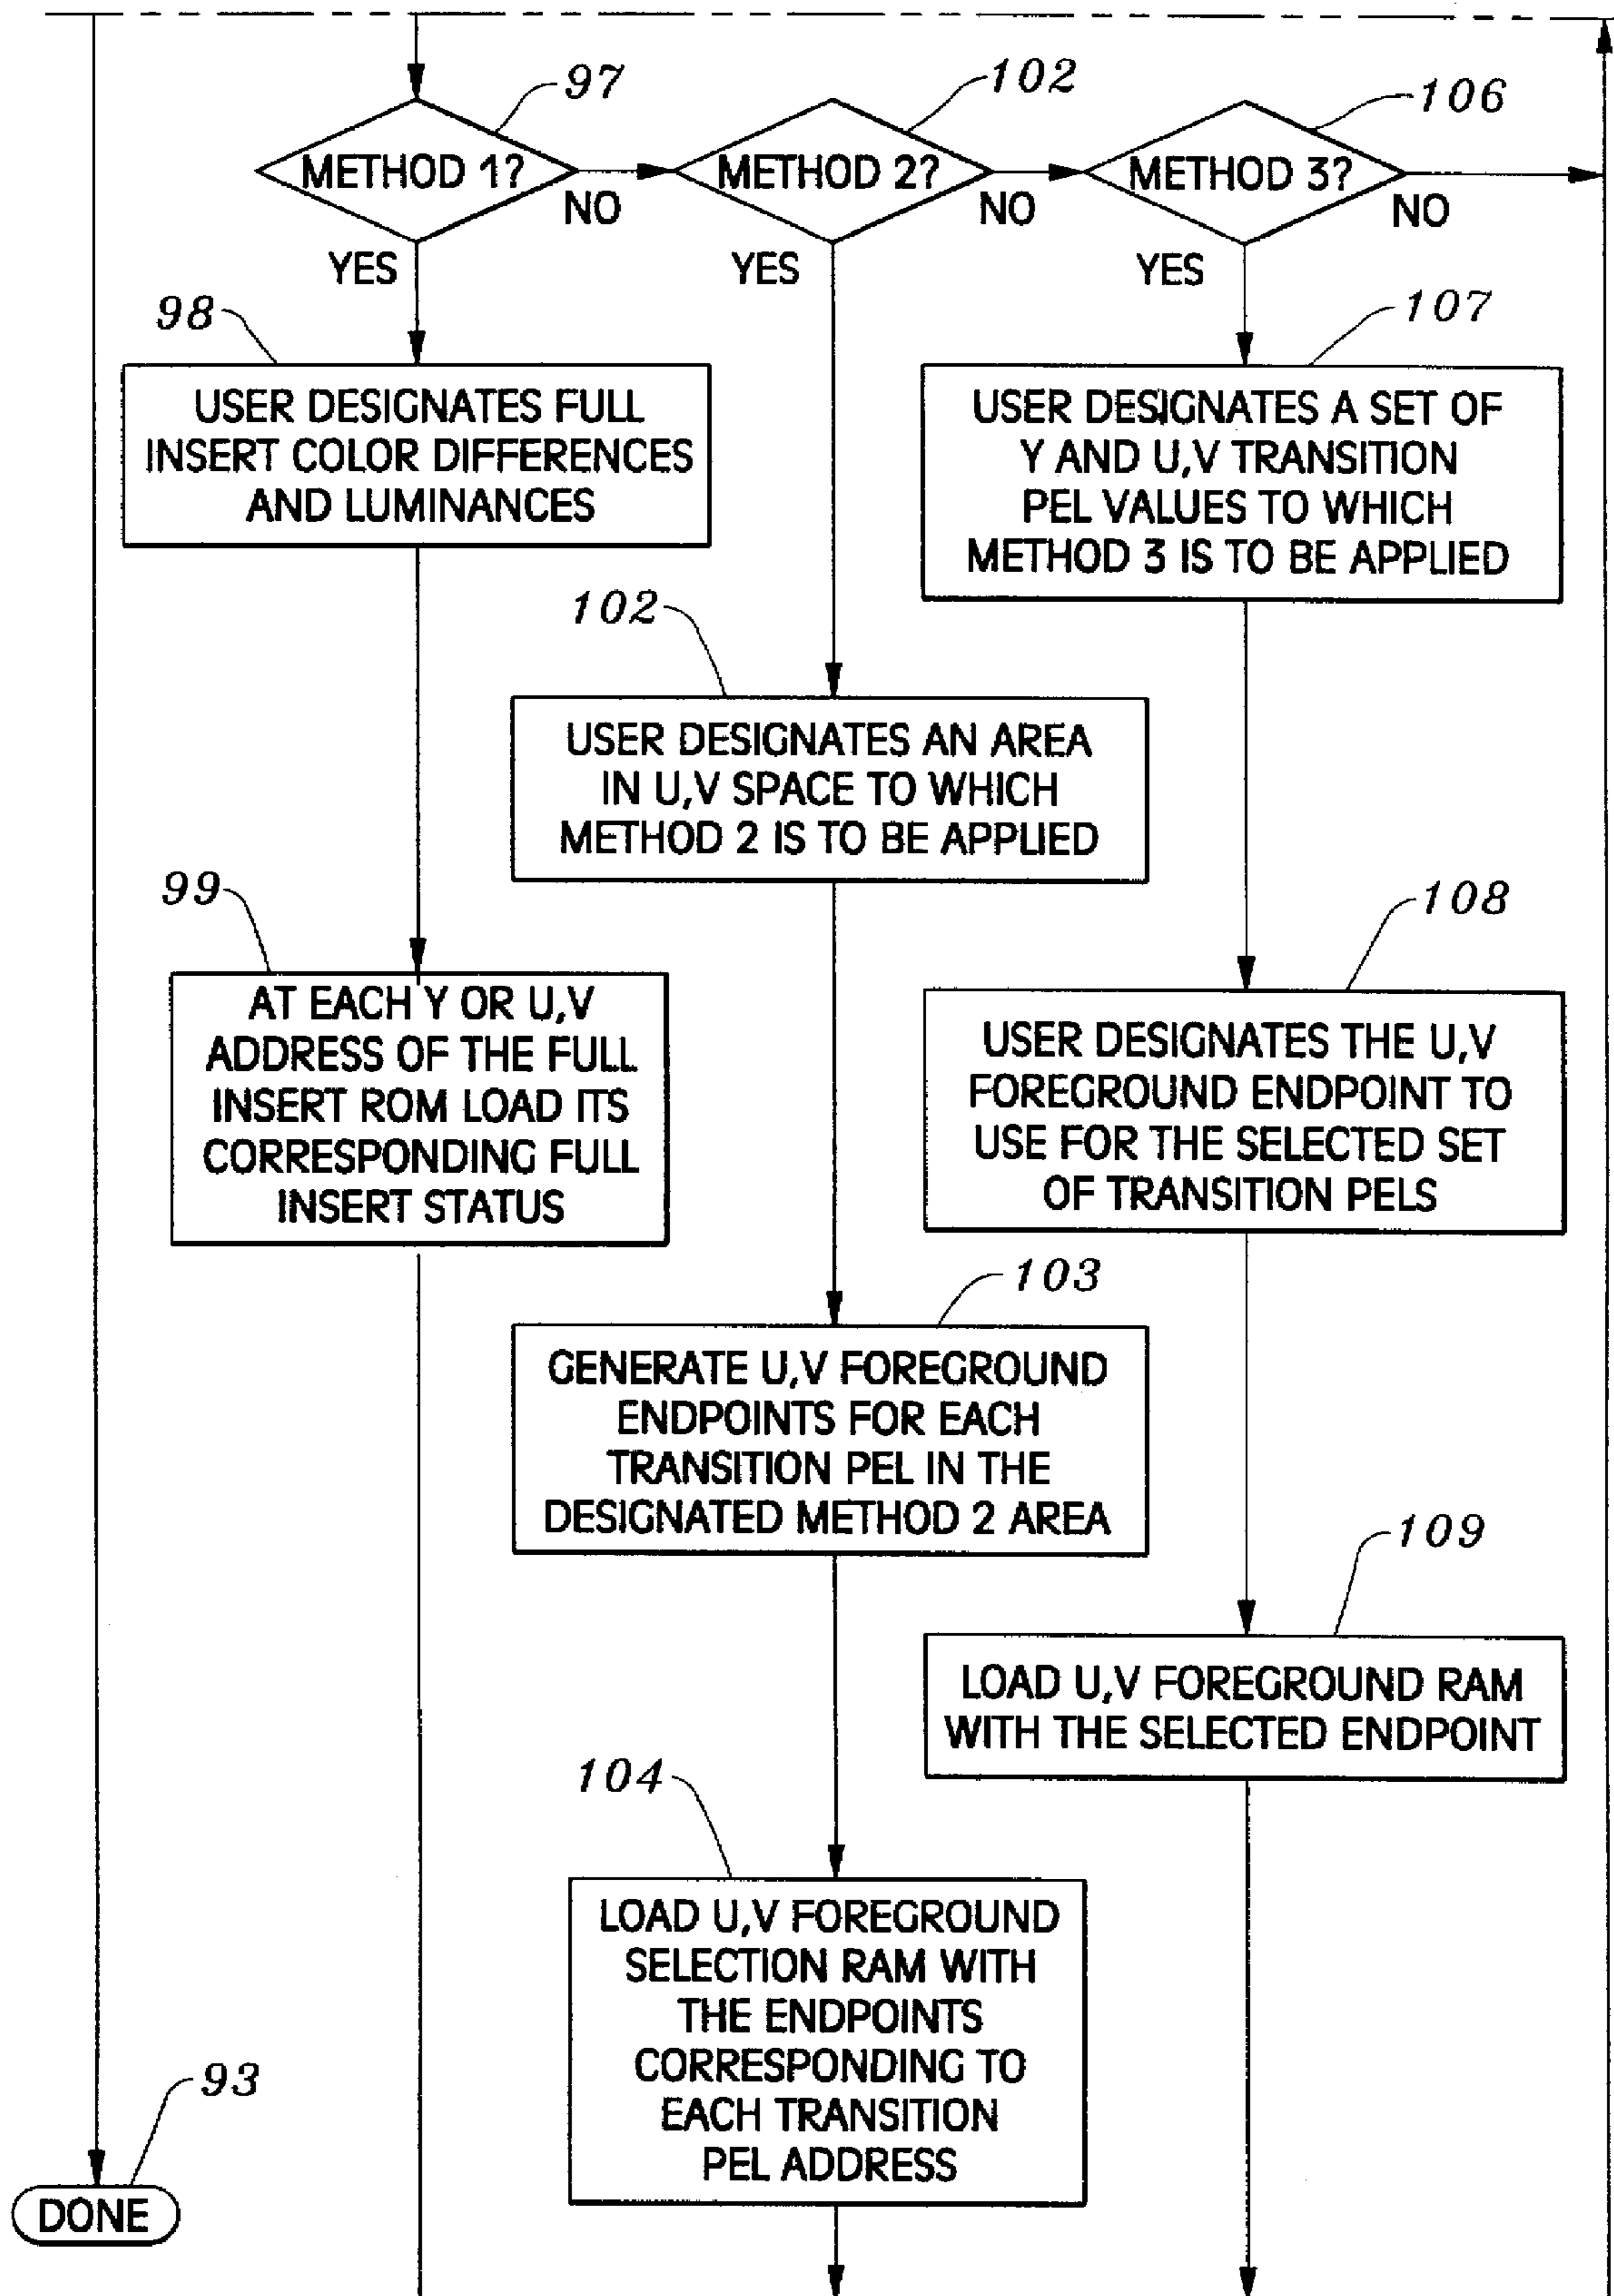 97
102
106
METHOD 1?
METHOD 2?
METHOD 3?
NO
NO
NO
YES
YES
YES
98
USER DESIGNATES FULL
INSERT COLOR DIFFERENCES
AND LUMINANCES
107
USER DESIGNATES A SET OF
Y AND U,V TRANSITION
PEL VALUES TO WHICH
METHOD 3 IS TO BE APPLIED
102
USER DESIGNATES AN AREA
IN U,V SPACE TO WHICH
METHOD 2 IS TO BE APPLIED
99
AT EACH Y OR U,V
ADDRESS OF THE FULL
INSERT ROM LOAD ITS
CORRESPONDING FULL
INSERT STATUS
108
USER DESIGNATES THE U,V
FOREGROUND ENDPOINT TO
USE FOR THE SELECTED SET
OF TRANSITION PELS
103
GENERATE U,V FOREGROUND
ENDPOINTS FOR EACH
TRANSITION PEL IN THE
DESIGNATED METHOD 2 AREA
109
LOAD U,V FOREGROUND RAM
WITH THE SELECTED ENDPOINT
104
LOAD U,V FOREGROUND
SELECTION RAM WITH
THE ENDPOINTS
CORRESPONDING TO
EACH TRANSITION
PEL ADDRESS
93
DONE